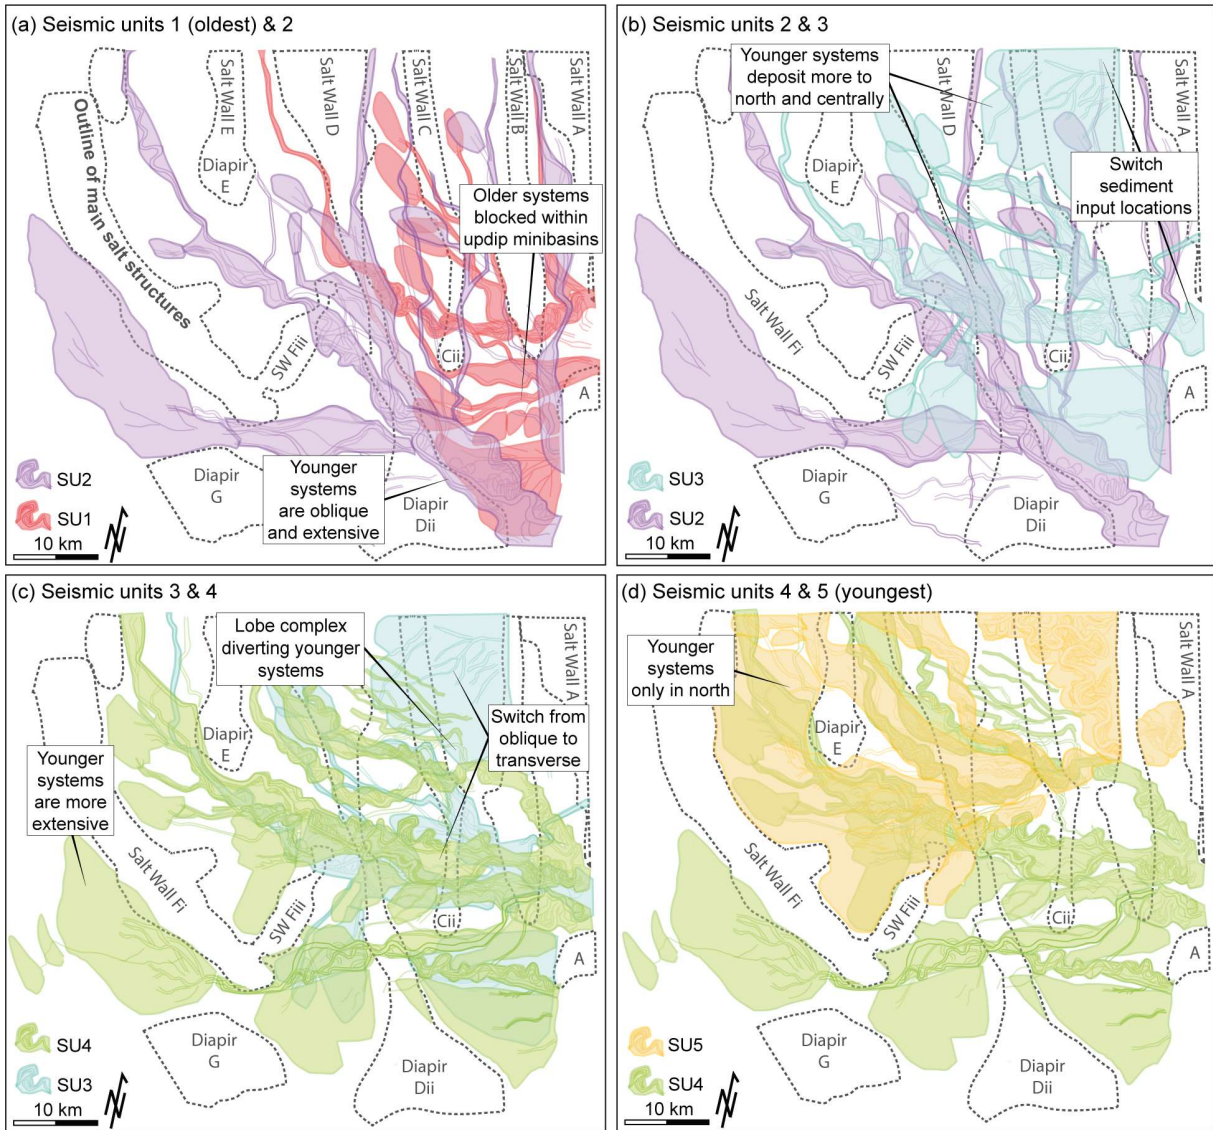 (a) Seismic units 1 (oldest) & 2
Salt Wall E
Salt Wall D
Salt Wall C
Salt Wall B
Salt Wall A
Outline of main salt structures
Diapir
E
Older systems
blocked within
updip minibasins
SW Fiii
Cii
A
Diapir
G
Younger
systems
are oblique
and extensive
Diapir
Dii
SU2
SU1
10 km
N
(b) Seismic units 2 & 3
Younger systems
deposit more to
north and centrally
Salt Wall D
Salt Wall A
Diapir
E
Switch
sediment
input locations
Salt Wall Fi
SW Fiii
Cii
A
Diapir
G
Diapir
Dii
SU3
SU2
10 km
N
(c) Seismic units 3 & 4
Lobe complex
diverting younger
systems
Salt Wall A
Diapir
E
Switch from
oblique to
transverse
Younger
systems
are more
extensive
Salt Wall Fi
SW Fiii
Cii
A
Diapir
G
Diapir
Dii
SU4
SU3
10 km
N
(d) Seismic units 4 & 5 (youngest)
Younger
systems
only in north
Salt Wall A
Diapir
E
Salt Wall Fi
SW Fiii
Cii
A
Diapir
G
Diapir
Dii
SU5
SU4
10 km
N